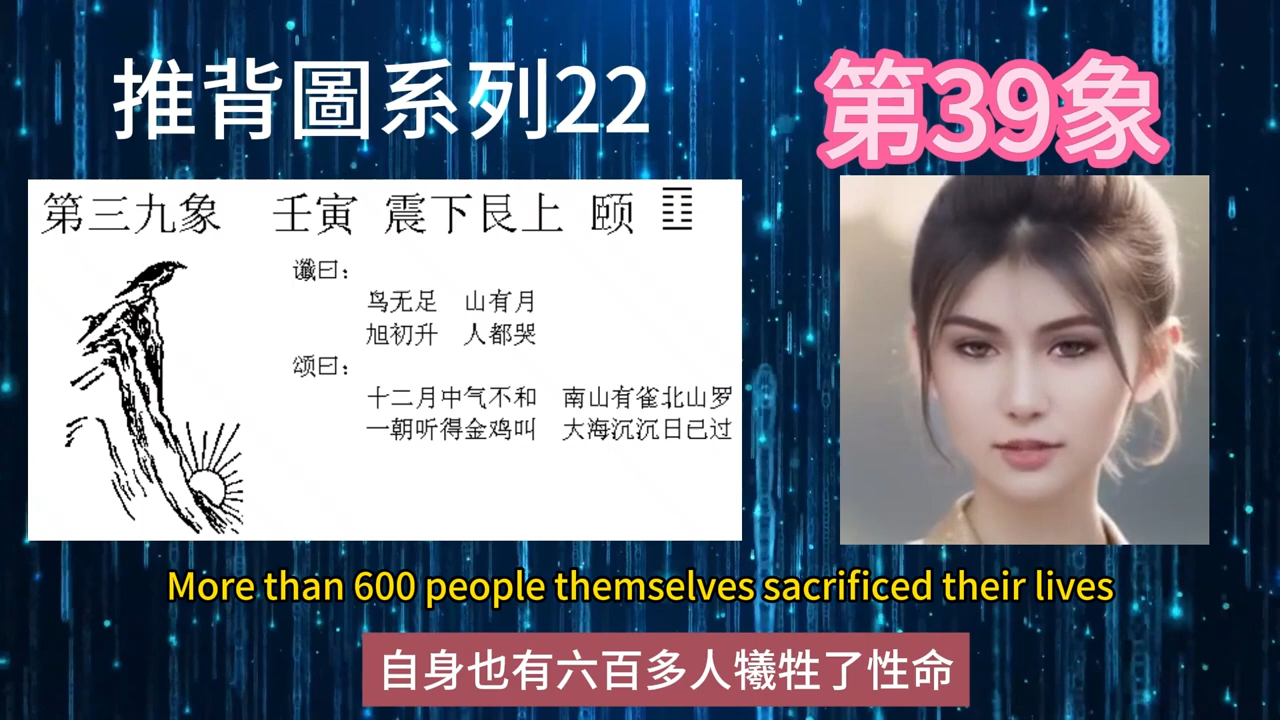 推背圖系列22
第39象
第三九象 壬寅 震下艮上 颐 ䷚
谶曰：
鸟无足 山有月
旭初升 人都哭
颂曰：
十二月中气不和 南山有雀北山罗
一朝听得金鸡叫 大海沉沉日己过
More than 600 people themselves sacrificed their lives
自身也有六百多人犧牲了性命